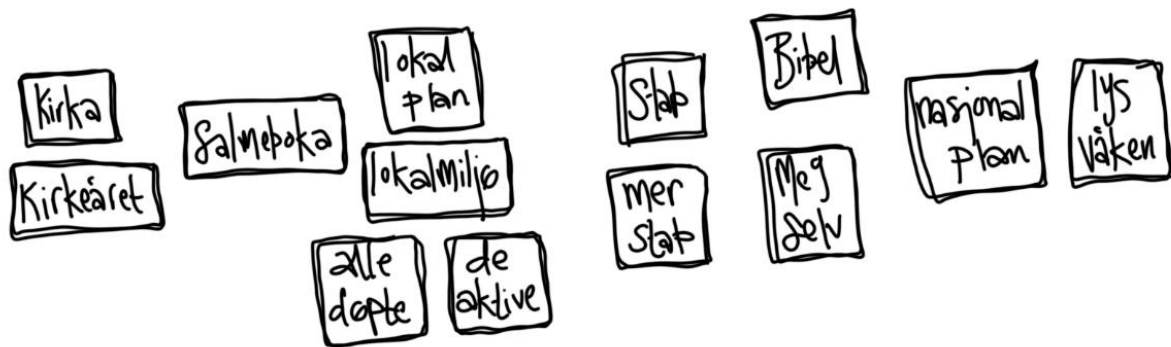 Kirka
Kirkeåret
Salmeboka
lokal
plan
lokalmiljø
alle
døpte
de
aktive
Stab
mer
stab
Bibel
Meg
selv
nasjonal
plan
lys
våken